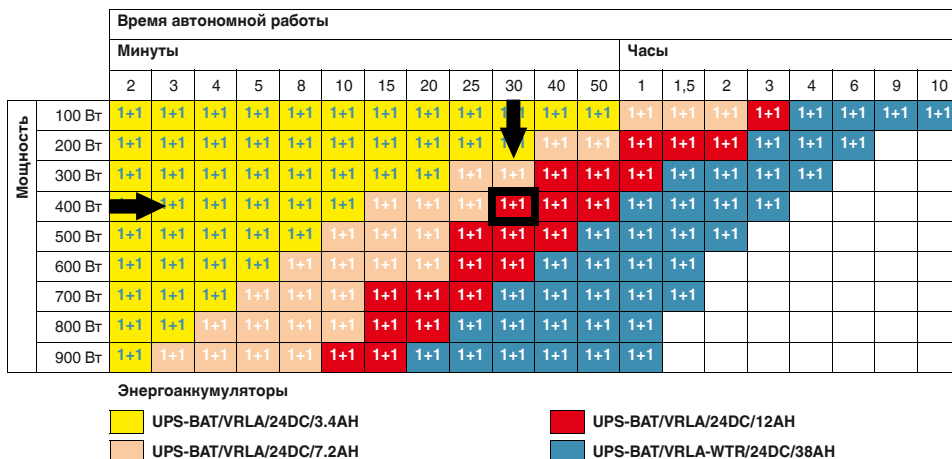 Время автономной работы
Минуты Часы
2 3 4 5 8 10 15 20 25 30 40 50 1 1,5 2 3 4 6 9 10
Мощность
100 Вт 1+1 1+1 1+1 1+1 1+1 1+1 1+1 1+1 1+1 1+1 1+1 1+1 1+1 1+1 1+1 1+1 1+1 1+1 1+1
200 Вт 1+1 1+1 1+1 1+1 1+1 1+1 1+1 1+1 1+1 1+1 1+1 1+1 1+1 1+1 1+1 1+1 1+1
300 Вт 1+1 1+1 1+1 1+1 1+1 1+1 1+1 1+1 1+1 1+1 1+1 1+1 1+1 1+1 1+1 1+1 1+1
400 Вт 1+1 1+1 1+1 1+1 1+1 1+1 1+1 1+1 1+1 1+1 1+1 1+1 1+1 1+1 1+1
500 Вт 1+1 1+1 1+1 1+1 1+1 1+1 1+1 1+1 1+1 1+1 1+1 1+1 1+1 1+1 1+1
600 Вт 1+1 1+1 1+1 1+1 1+1 1+1 1+1 1+1 1+1 1+1 1+1 1+1 1+1 1+1
700 Вт 1+1 1+1 1+1 1+1 1+1 1+1 1+1 1+1 1+1 1+1 1+1 1+1 1+1 1+1
800 Вт 1+1 1+1 1+1 1+1 1+1 1+1 1+1 1+1 1+1 1+1 1+1 1+1 1+1
900 Вт 1+1 1+1 1+1 1+1 1+1 1+1 1+1 1+1 1+1 1+1 1+1 1+1 1+1
Энергоаккумуляторы
UPS-BAT/VRLA/24DC/3.4AH UPS-BAT/VRLA/24DC/12AH
UPS-BAT/VRLA/24DC/7.2AH UPS-BAT/VRLA-WTR/24DC/38AH